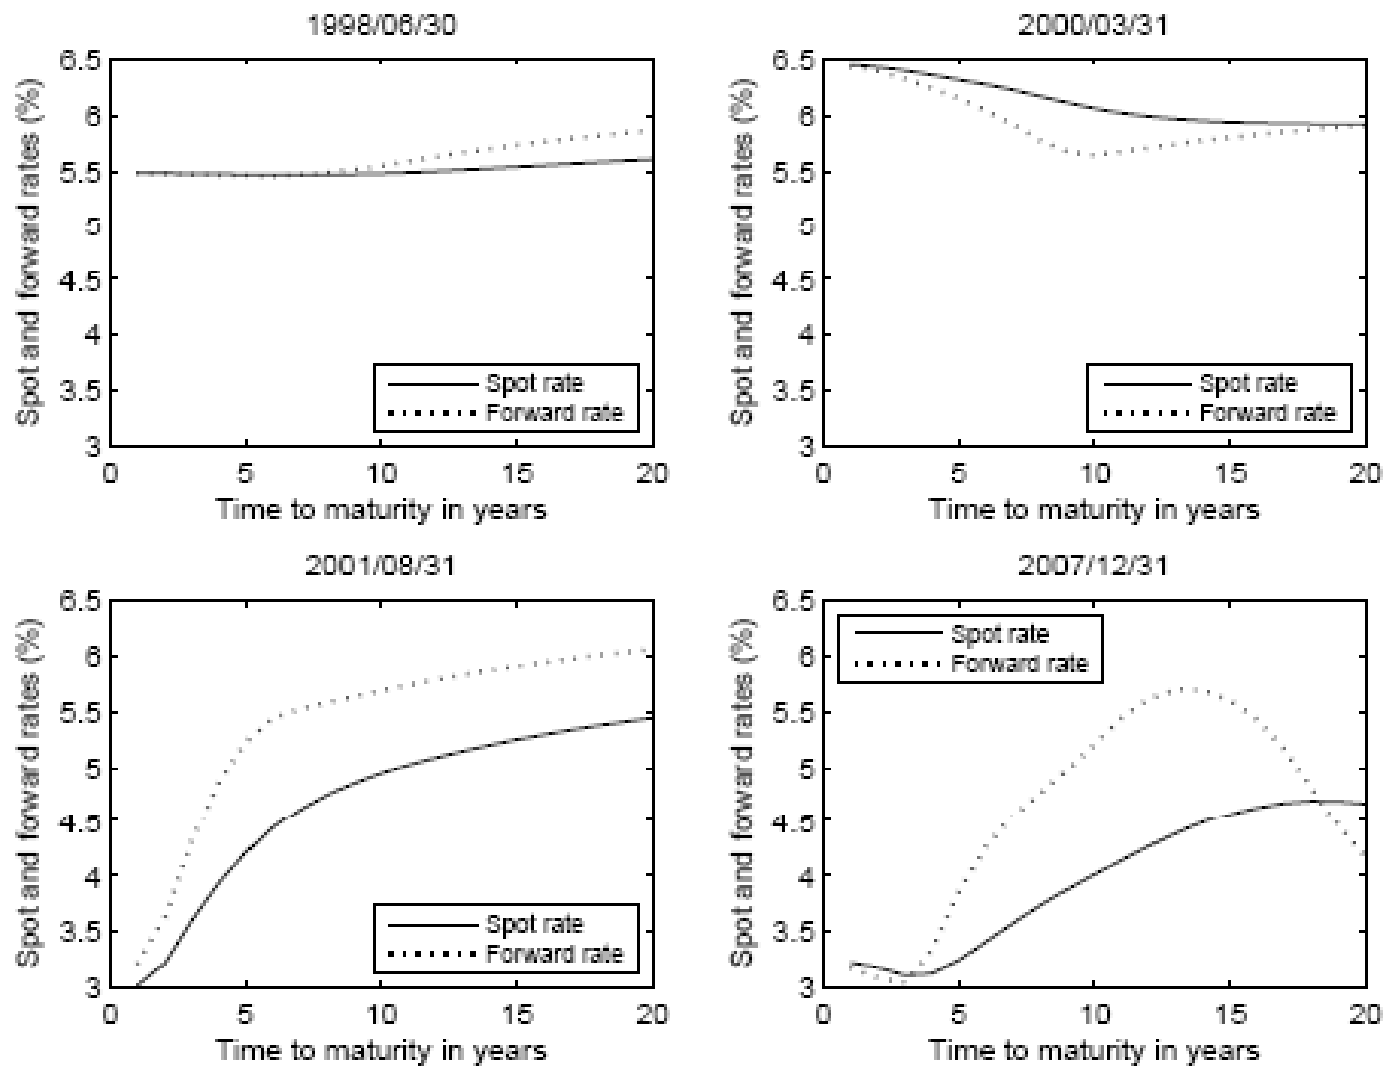 1998/06/30
Spot and forward rates (%)
6.5
6
5.5
5
4.5
4
3.5
3
0 5 10 15 20
Time to maturity in years
Spot rate
Forward rate
2000/03/31
Spot and forward rates (%)
6.5
6
5.5
5
4.5
4
3.5
3
0 5 10 15 20
Time to maturity in years
Spot rate
Forward rate
2001/08/31
Spot and forward rates (%)
6.5
6
5.5
5
4.5
4
3.5
3
0 5 10 15 20
Time to maturity in years
Spot rate
Forward rate
2007/12/31
Spot and forward rates (%)
6.5
6
5.5
5
4.5
4
3.5
3
0 5 10 15 20
Time to maturity in years
Spot rate
Forward rate